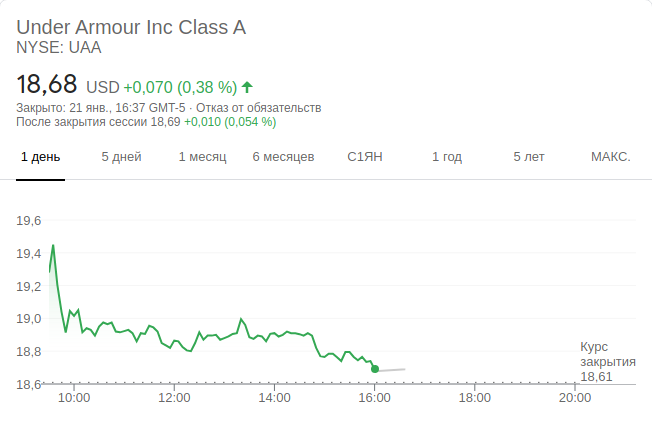 Under Armour Inc Class A
NYSE: UAA
18,68 USD +0,070 (0,38 %)
Закрыто: 21 янв., 16:37 GMT-5 · Отказ от обязательств
После закрытия сессии 18,69 +0,010 (0,054 %)
1 день 5 дней 1 месяц 6 месяцев С1ЯН 1 год 5 лет МАКС.
19,6
19,4
19,2
19,0
18,8
Курс
закрытия
18,61
18,6
10:00 12:00 14:00 16:00 18:00 20:00